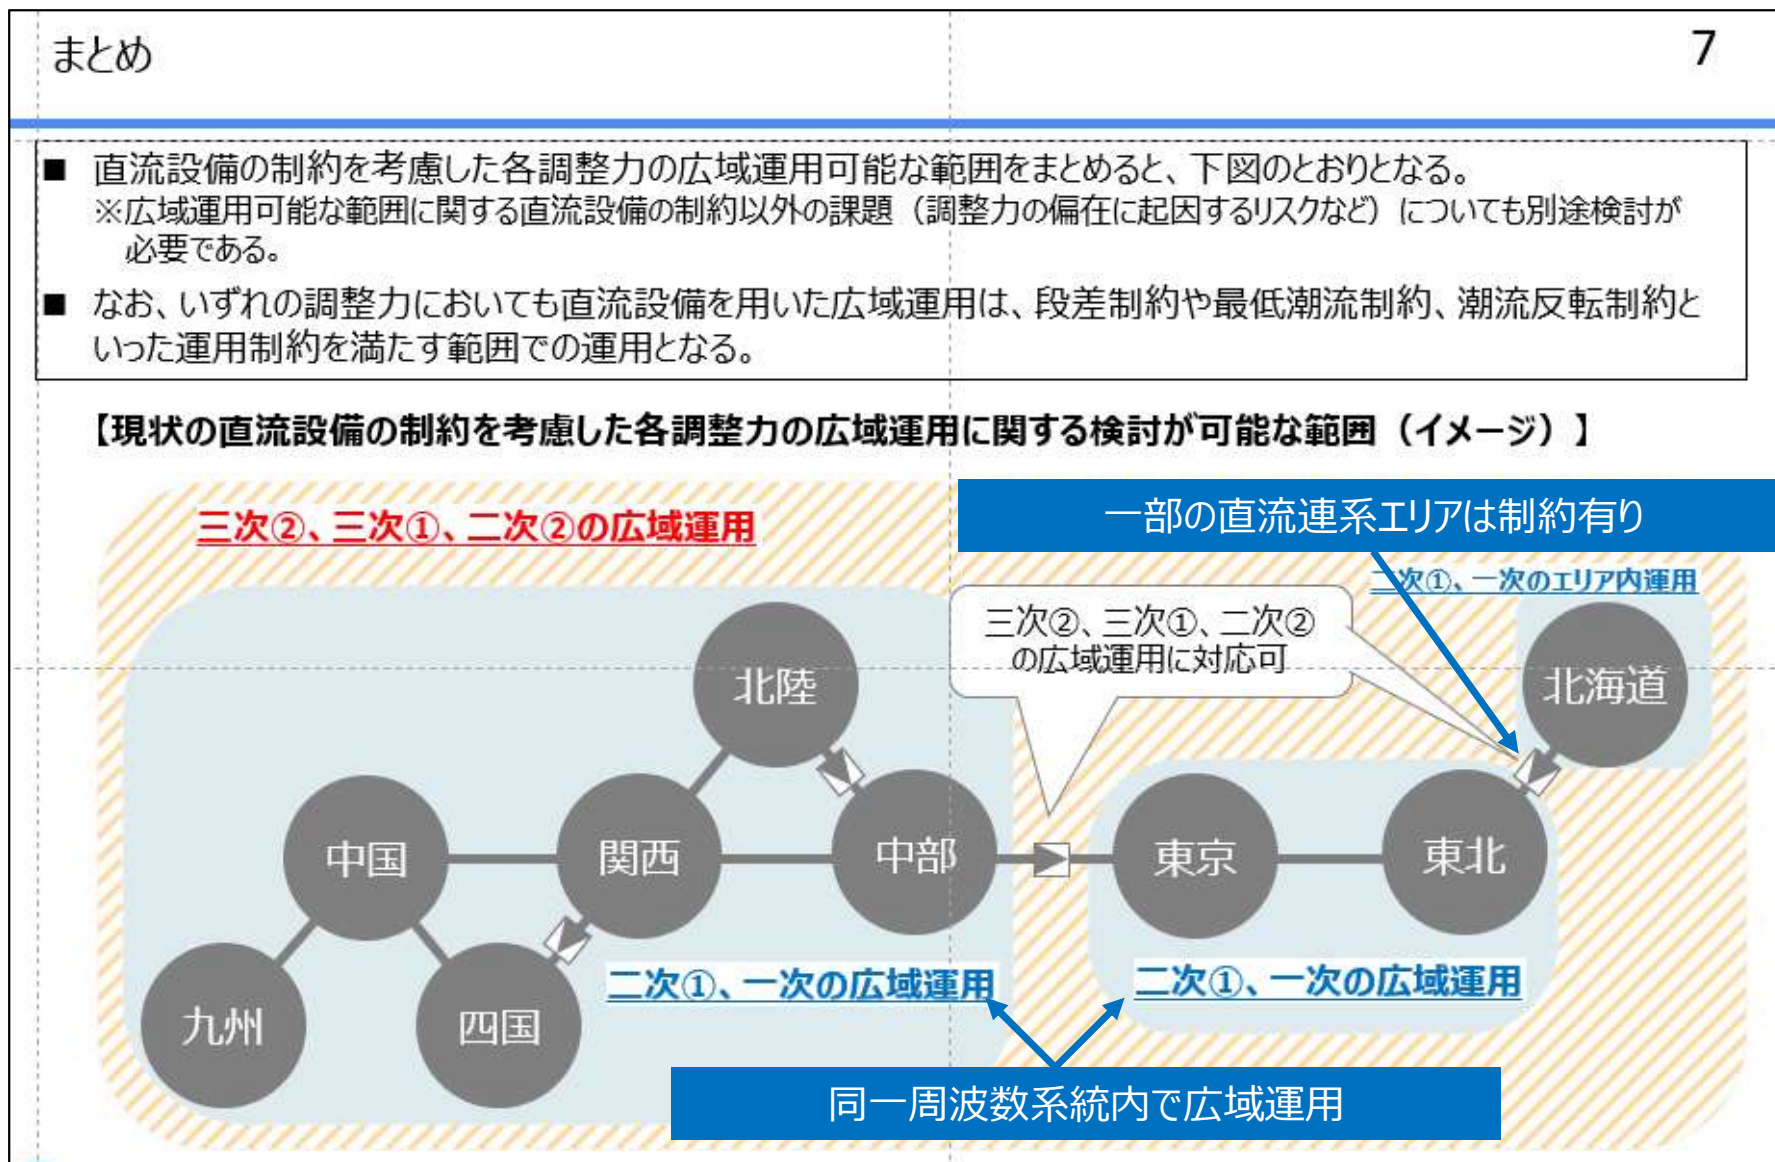 まとめ
7
■ 直流設備の制約を考慮した各調整力の広域運用可能な範囲をまとめると、下図のとおりとなる。
※広域運用可能な範囲に関する直流設備の制約以外の課題（調整力の偏在に起因するリスクなど）についても別途検討が
必要である。
■ なお、いずれの調整力においても直流設備を用いた広域運用は、段差制約や最低潮流制約、潮流反転制約と
いった運用制約を満たす範囲での運用となる。
【現状の直流設備の制約を考慮した各調整力の広域運用に関する検討が可能な範囲（イメージ）】
三次②、三次①、二次②の広域運用
一部の直流連系エリアは制約有り
二次①、一次のエリア内運用
三次②、三次①、二次②
の広域運用に対応可
北陸
北海道
中国
関西
中部
東京
東北
九州
四国
二次①、一次の広域運用
二次①、一次の広域運用
同一周波数系統内で広域運用